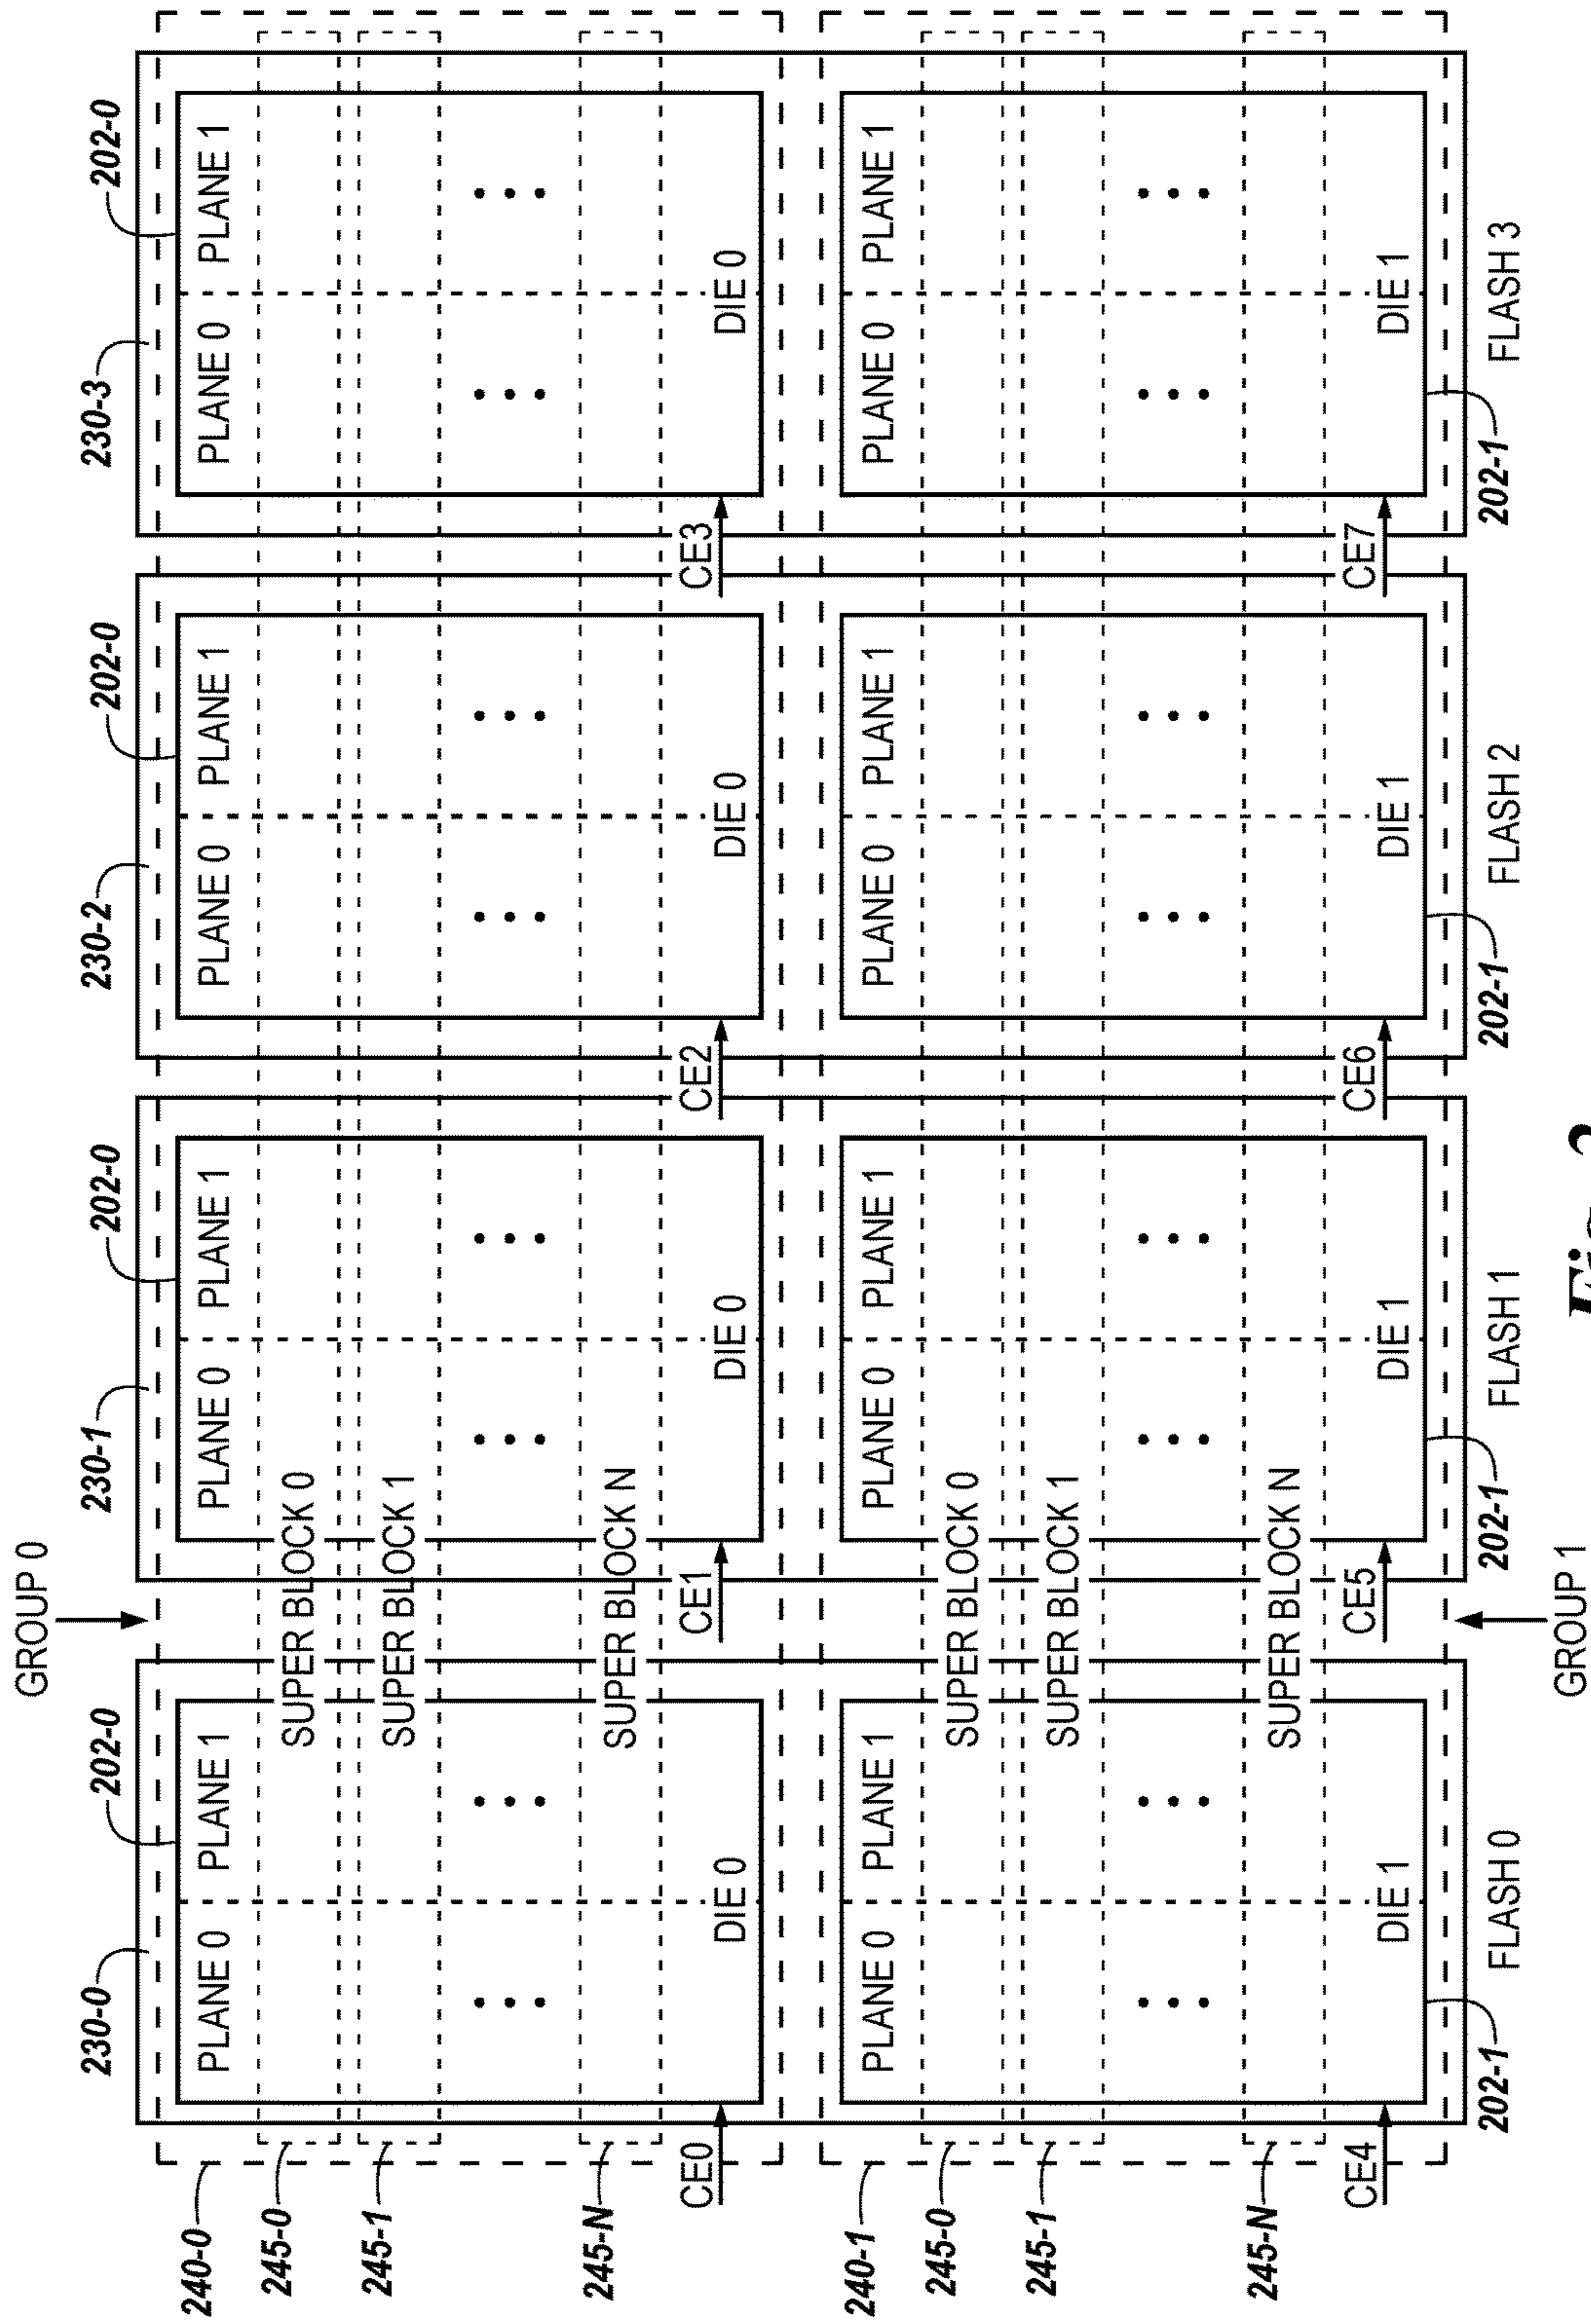 GROUP 0
230-0 202-0 230-1 202-0 230-2 202-0 230-3 202-0
240-0 PLANE 0 PLANE 1 PLANE 0 PLANE 1 PLANE 0 PLANE 1 PLANE 0 PLANE 1
245-0 SUPER BLOCK 0
245-1 SUPER BLOCK 1
245-N SUPER BLOCK N
CE0 CE1 CE2 CE3
DIE 0 DIE 0 DIE 0 DIE 0
240-1 PLANE 0 PLANE 1 PLANE 0 PLANE 1 PLANE 0 PLANE 1 PLANE 0 PLANE 1
245-0 SUPER BLOCK 0
245-1 SUPER BLOCK 1
245-N SUPER BLOCK N
CE4 CE5 CE6 CE7
DIE 1 DIE 1 DIE 1 DIE 1
202-1 202-1 202-1 202-1
FLASH 0 FLASH 1 FLASH 2 FLASH 3
GROUP 1